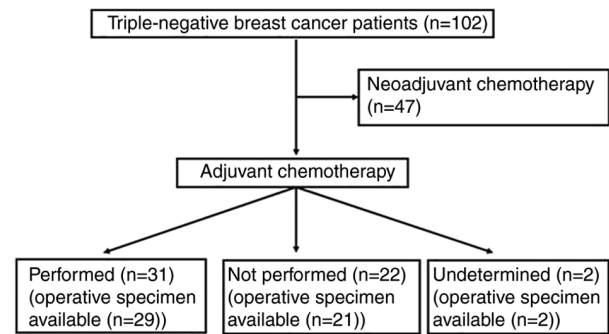 Triple-negative breast cancer patients (n=102)
Neoadjuvant chemotherapy
(n=47)
Adjuvant chemotherapy
Performed (n=31)
(operative specimen
available (n=29))
Not performed (n=22)
(operative specimen
available (n=21))
Undetermined (n=2)
(operative specimen
available (n=2))